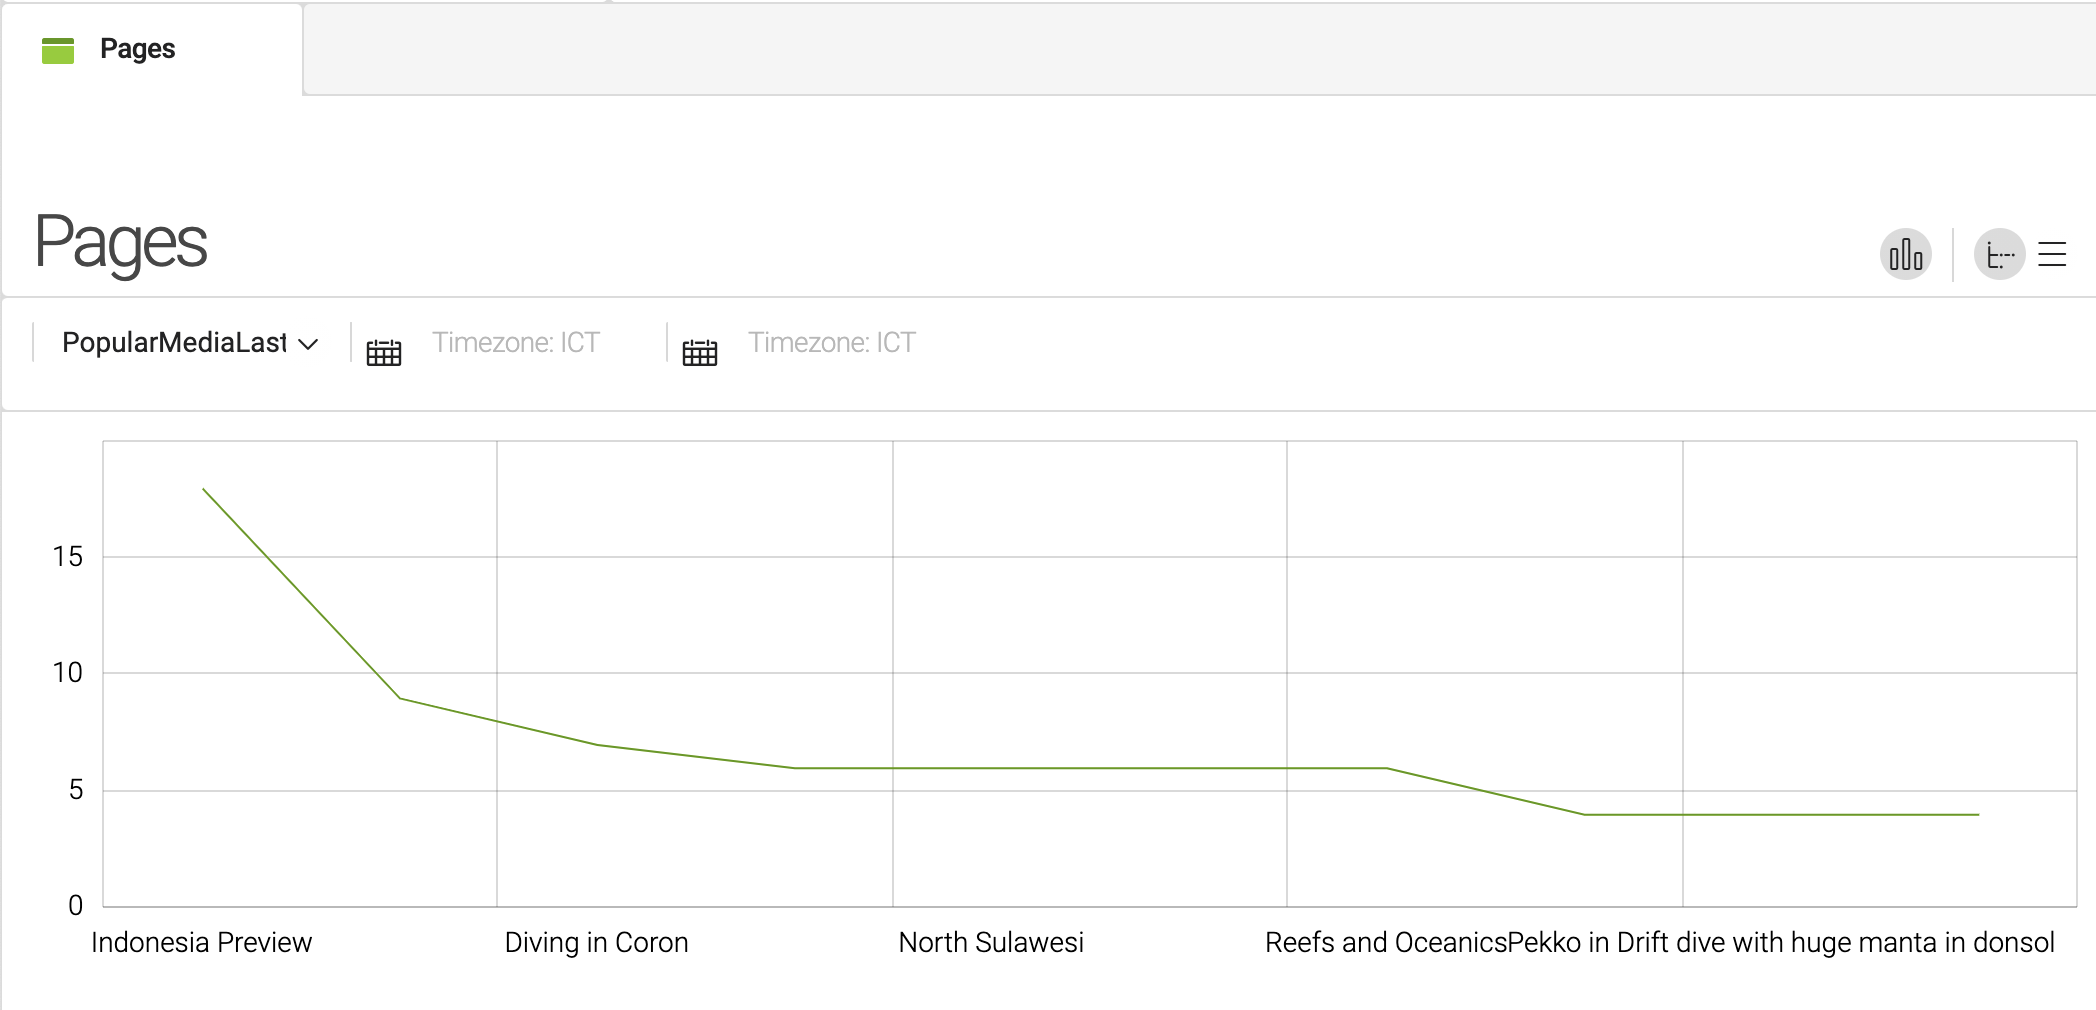 Pages
Pages
PopularMediaLast
Timezone: ICT
Timezone: ICT
15
10
5
0
Indonesia Preview
Diving in Coron
North Sulawesi
Reefs and Oceanics
Pekko in Drift dive with huge manta in donsol